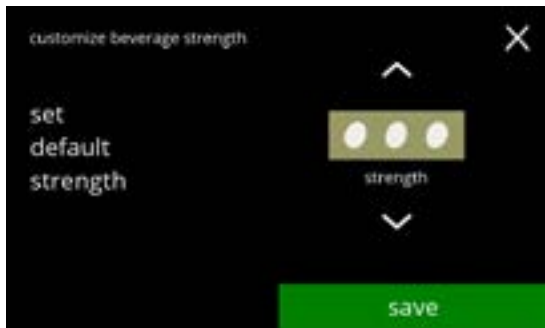 customize beverage strength
set
default
strength
strength
save